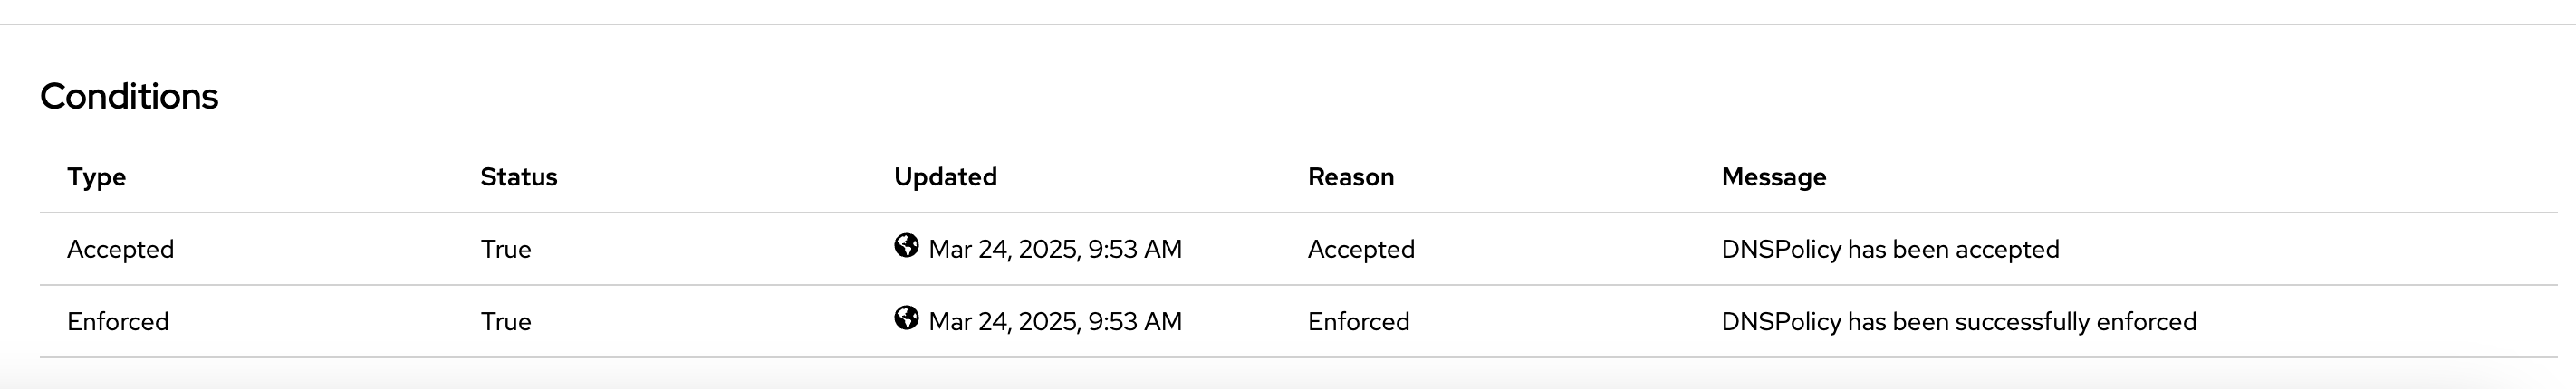 Conditions
Type Status Updated Reason Message
Accepted True Mar 24, 2025, 9:53 AM Accepted DNSPolicy has been accepted
Enforced True Mar 24, 2025, 9:53 AM Enforced DNSPolicy has been successfully enforced